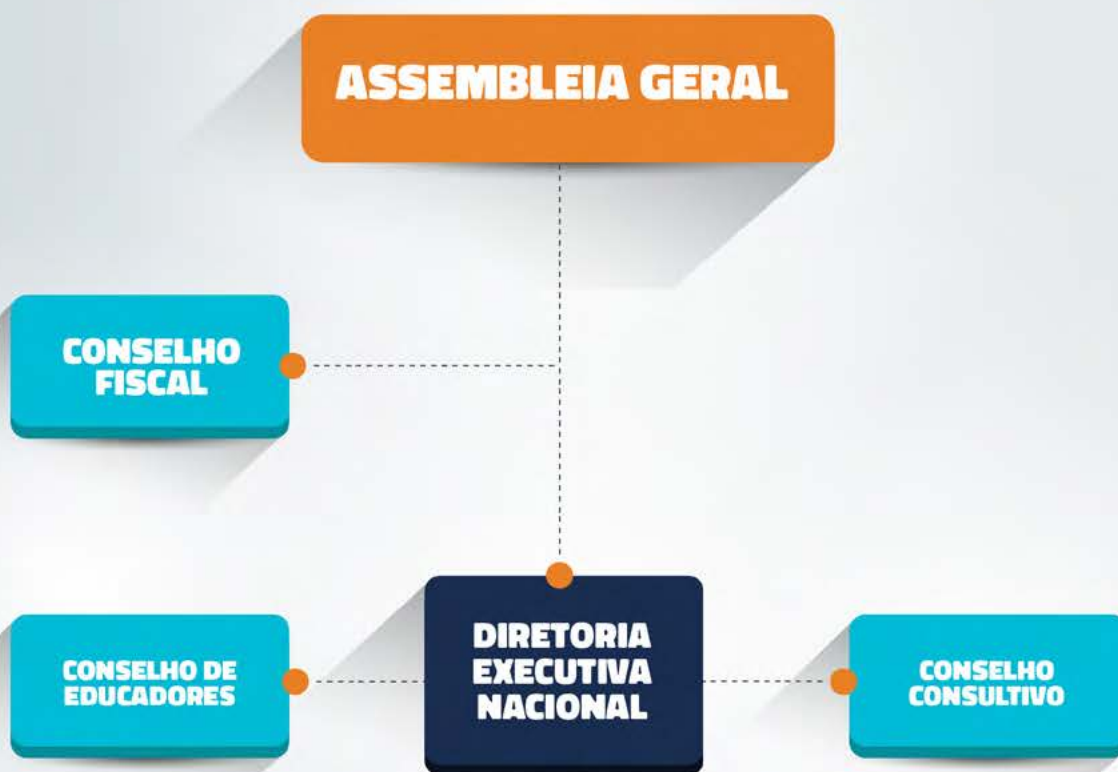 ASSEMBLEIA GERAL
CONSELHO
FISCAL
CONSELHO DE
EDUCADORES
DIRETORIA
EXECUTIVA
NACIONAL
CONSELHO
CONSULTIVO